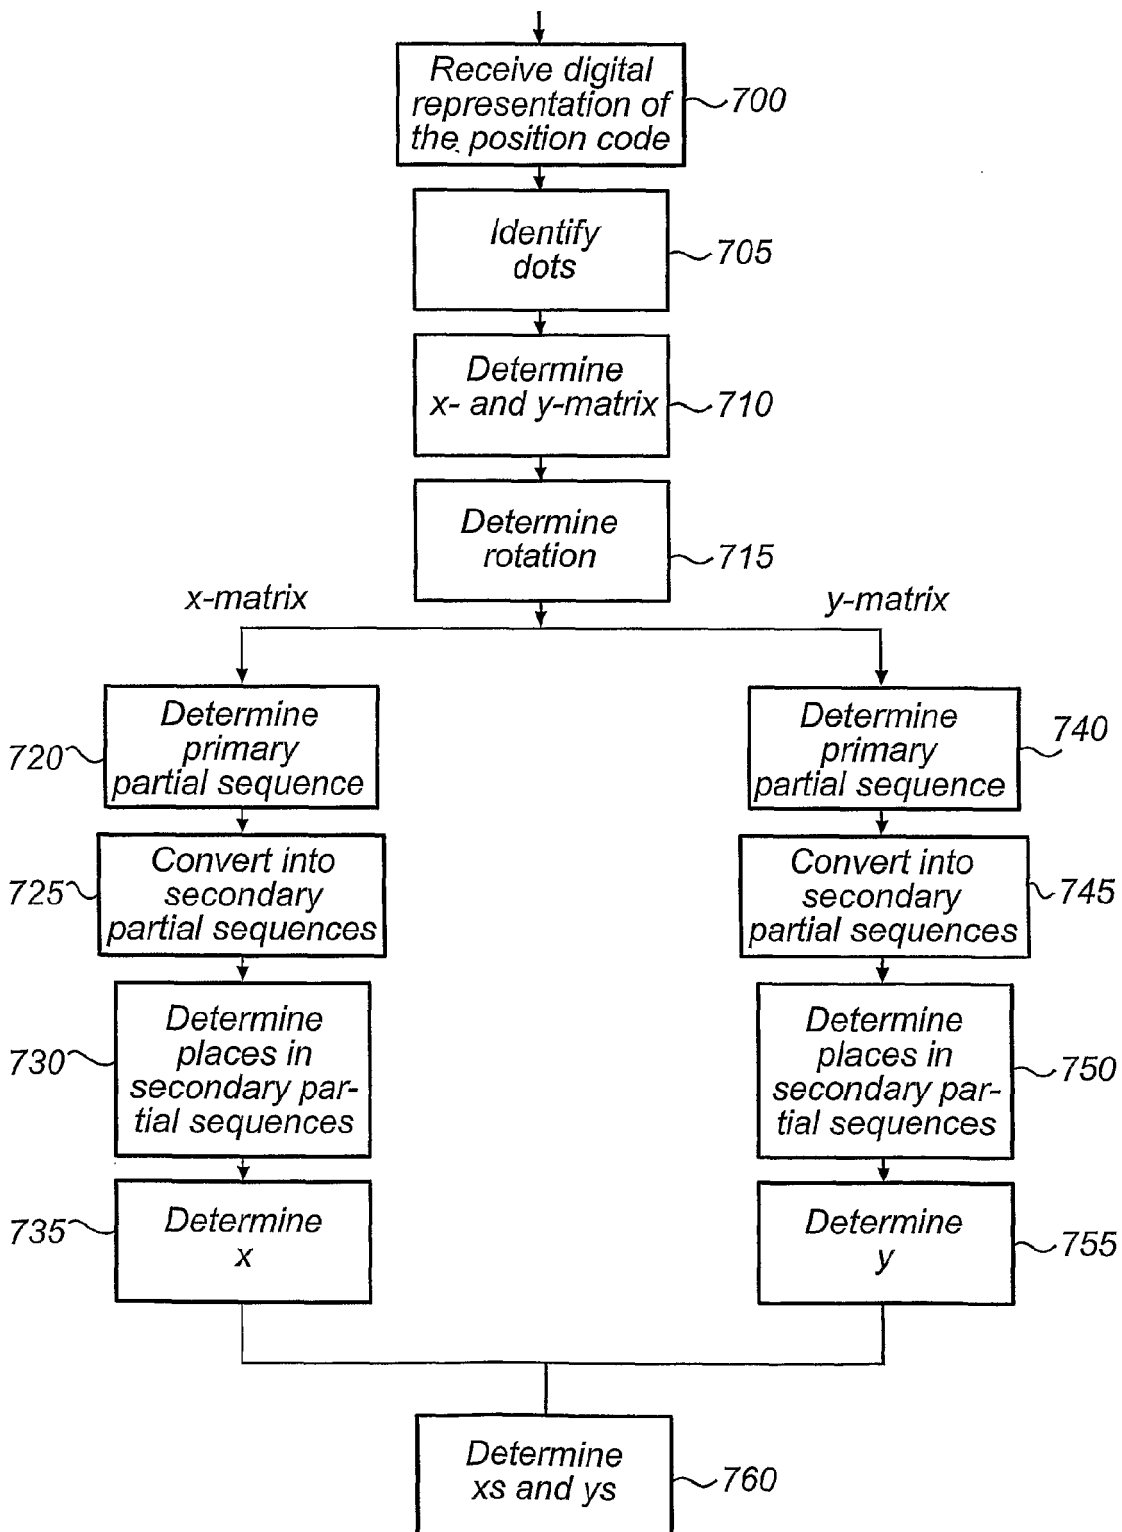 Receive digital
representation of
the position code
700
Identify
dots
705
Determine
x- and y-matrix
710
Determine
rotation
715
x-matrix
y-matrix
Determine
primary
partial sequence
720
Convert into
secondary
partial sequences
725
Determine
places in
secondary par-
tial sequences
730
Determine
x
735
Determine
primary
partial sequence
740
Convert into
secondary
partial sequences
745
Determine
places in
secondary par-
tial sequences
750
Determine
y
755
Determine
xs and ys
760